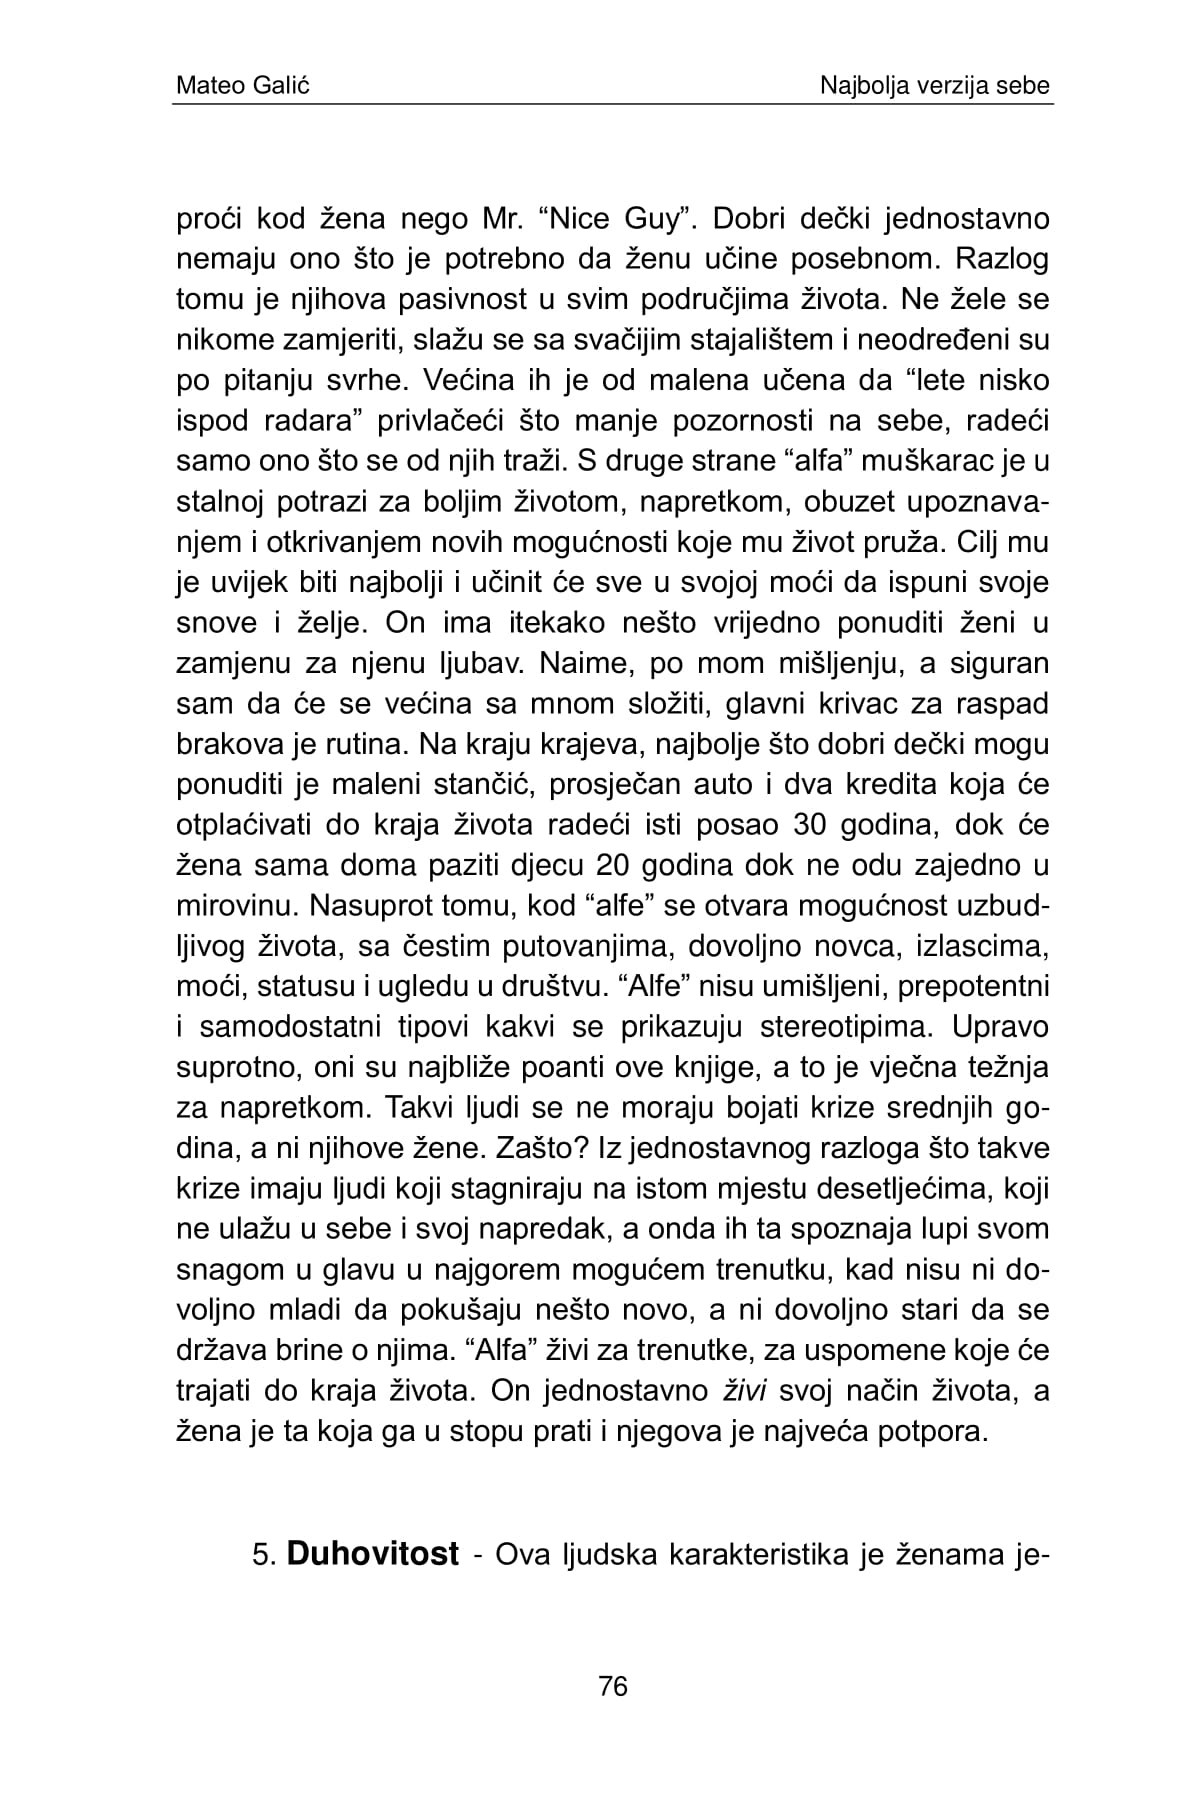 Mateo Galić
Najbolja verzija sebe
proći kod žena nego Mr. “Nice Guy”. Dobri dečki jednostavno
nemaju ono što je potrebno da ženu učine posebnom. Razlog
tomu je njihova pasivnost u svim područjima života. Ne žele se
nikome zamjeriti, slažu se sa svačijim stajalištem i neodređeni su
po pitanju svrhe. Većina ih je od malena učena da “lete nisko
ispod radara” privlačeći što manje pozornosti na sebe, radeći
samo ono što se od njih traži. S druge strane “alfa” muškarac je u
stalnoj potrazi za boljim životom, napretkom, obuzet upoznava-
njem i otkrivanjem novih mogućnosti koje mu život pruža. Cilj mu
je uvijek biti najbolji i učinit će sve u svojoj moći da ispuni svoje
snove i želje. On ima itekako nešto vrijedno ponuditi ženi u
zamjenu za njenu ljubav. Naime, po mom mišljenju, a siguran
sam da će se većina sa mnom složiti, glavni krivac za raspad
brakova je rutina. Na kraju krajeva, najbolje što dobri dečki mogu
ponuditi je maleni stančić, prosječan auto i dva kredita koja će
otplaćivati do kraja života radeći isti posao 30 godina, dok će
žena sama doma paziti djecu 20 godina dok ne odu zajedno u
mirovinu. Nasuprot tomu, kod “alfe” se otvara mogućnost uzbud-
ljivog života, sa čestim putovanjima, dovoljno novca, izlascima,
moći, statusu i ugledu u društvu. “Alfe” nisu umišljeni, prepotentni
i samodostatni tipovi kakvi se prikazuju stereotipima. Upravo
suprotno, oni su najbliže poanti ove knjige, a to je vječna težnja
za napretkom. Takvi ljudi se ne moraju bojati krize srednjih go-
dina, a ni njihove žene. Zašto? Iz jednostavnog razloga što takve
krize imaju ljudi koji stagniraju na istom mjestu desetljećima, koji
ne ulažu u sebe i svoj napredak, a onda ih ta spoznaja lupi svom
snagom u glavu u najgorem mogućem trenutku, kad nisu ni do-
voljno mladi da pokušaju nešto novo, a ni dovoljno stari da se
država brine o njima. “Alfa” živi za trenutke, za uspomene koje će
trajati do kraja života. On jednostavno živi svoj način života, a
žena je ta koja ga u stopu prati i njegova je najveća potpora.
5. Duhovitost - Ova ljudska karakteristika je ženama je-
76